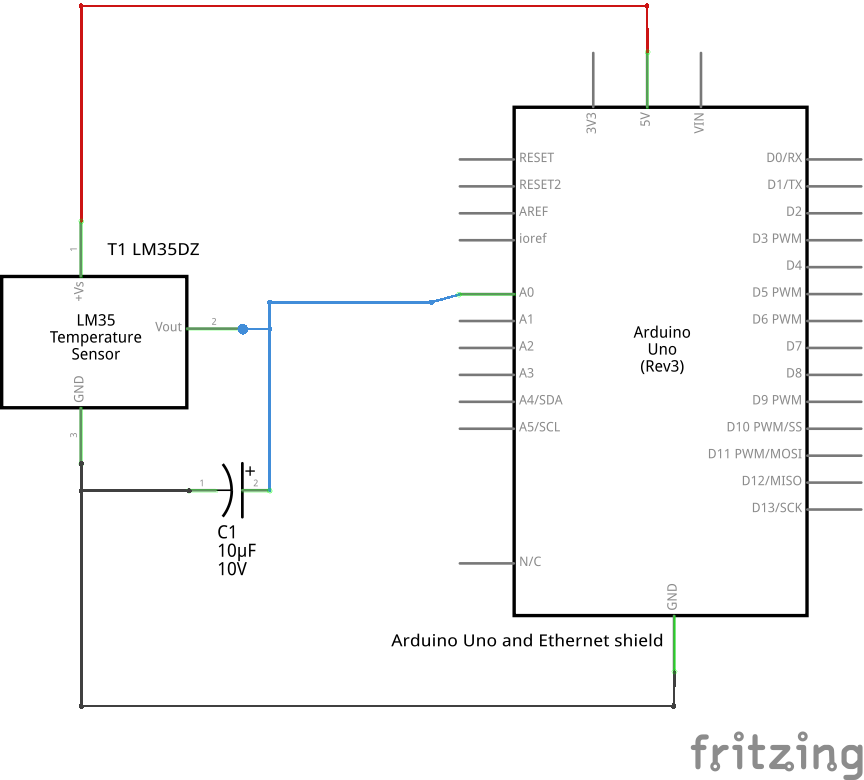 3V3
5V
VIN
RESET
D0/RX
RESET2
D1/TX
AREF
D2
ioref
D3 PWM
D4
A0
D5 PWM
A1
D6 PWM
A2
D7
A3
D8
A4/SDA
D9 PWM
A5/SCL
D10 PWM/SS
D11 PWM/MOSI
D12/MISO
D13/SCK
N/C
GND
Arduino
Uno
(Rev3)
Arduino Uno and Ethernet shield
T1 LM35DZ
1
+Vs
LM35
Temperature
Sensor
Vout
2
GND
3
1
+
2
C1
10µF
10V
fritzing